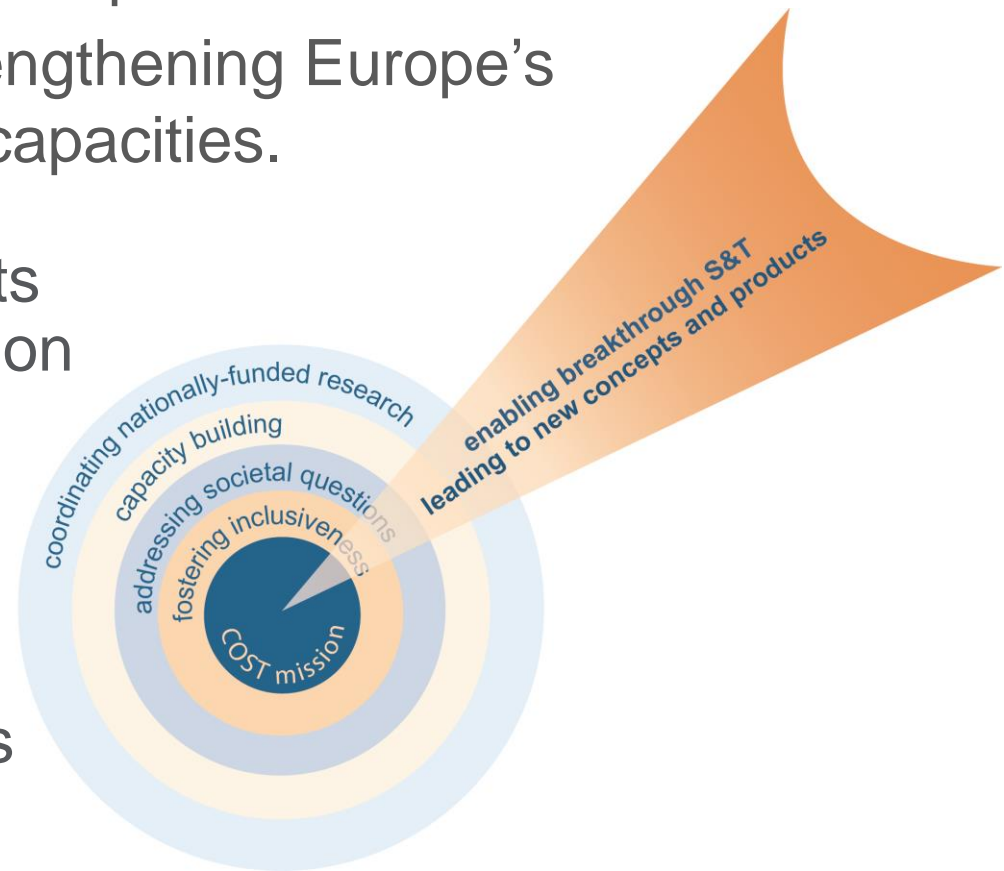 engthening Europe's
capacities.
ts
on
s
coordinating nationally-funded research
capacity building
addressing societal questions
fostering inclusiveness
COST mission
enabling breakthrough S&T
leading to new concepts and products